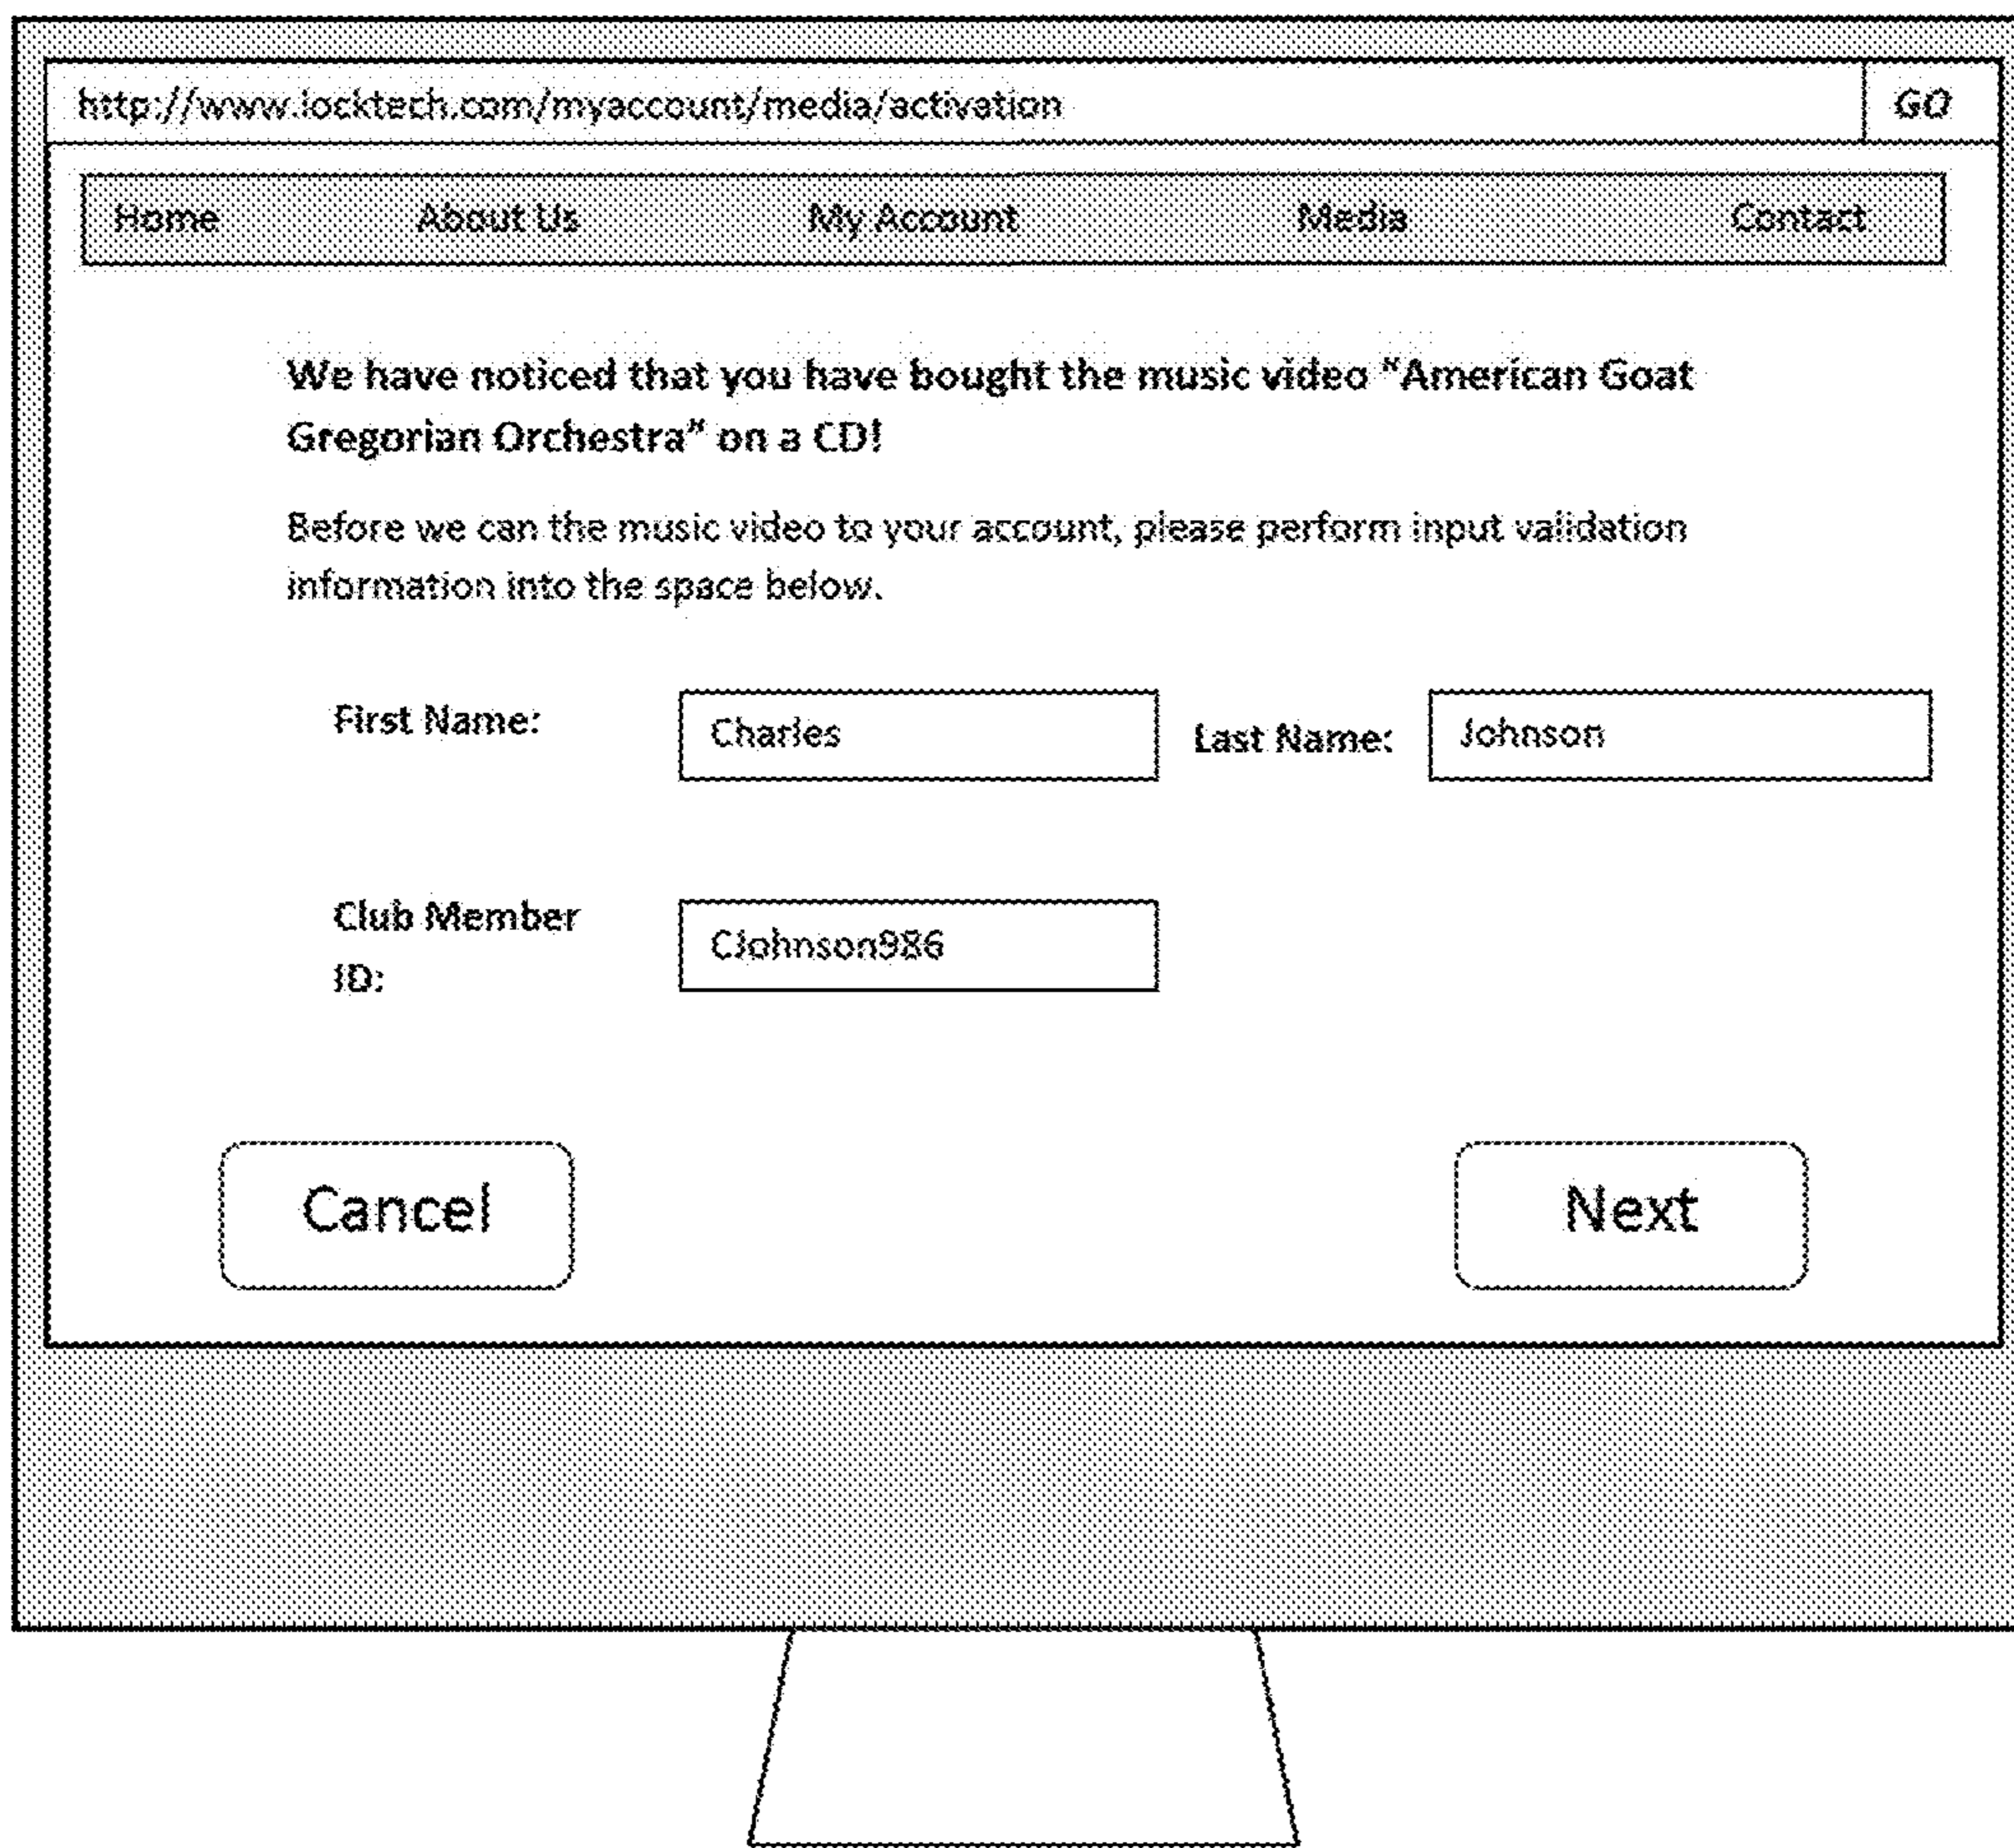 http://www.locktech.com/myaccount/media/activation GO
Home About Us My Account Media Contact
We have noticed that you have bought the music video "American Goat
Gregorian Orchestra" on a CD!
Before we can the music video to your account, please perform input validation
information into the space below.
First Name: Charles Last Name: Johnson
Club Member
ID: CJohnson986
Cancel Next